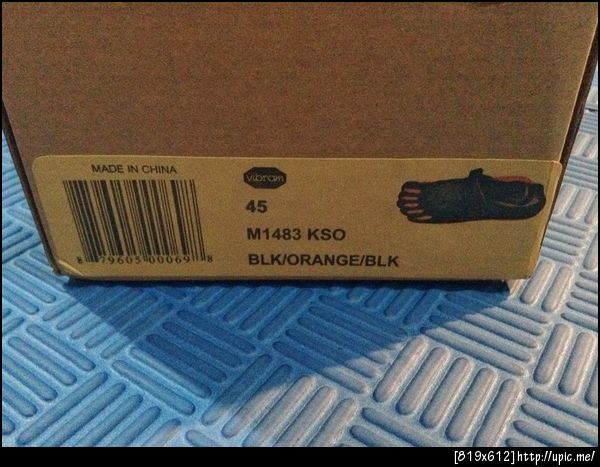 MADE IN CHINA
8 79605 00069 8
vibram
45
M1483 KSO
BLK/ORANGE/BLK
[819x612]http://upic.me/